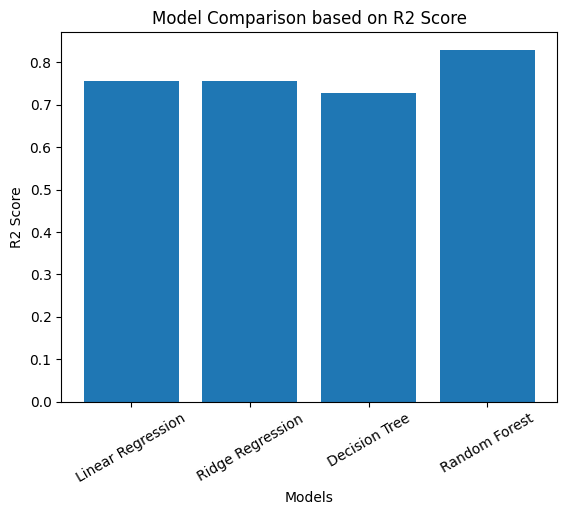 Model Comparison based on R2 Score
R2 Score
0.8
0.7
0.6
0.5
0.4
0.3
0.2
0.1
0.0
Linear Regression
Ridge Regression
Decision Tree
Random Forest
Models